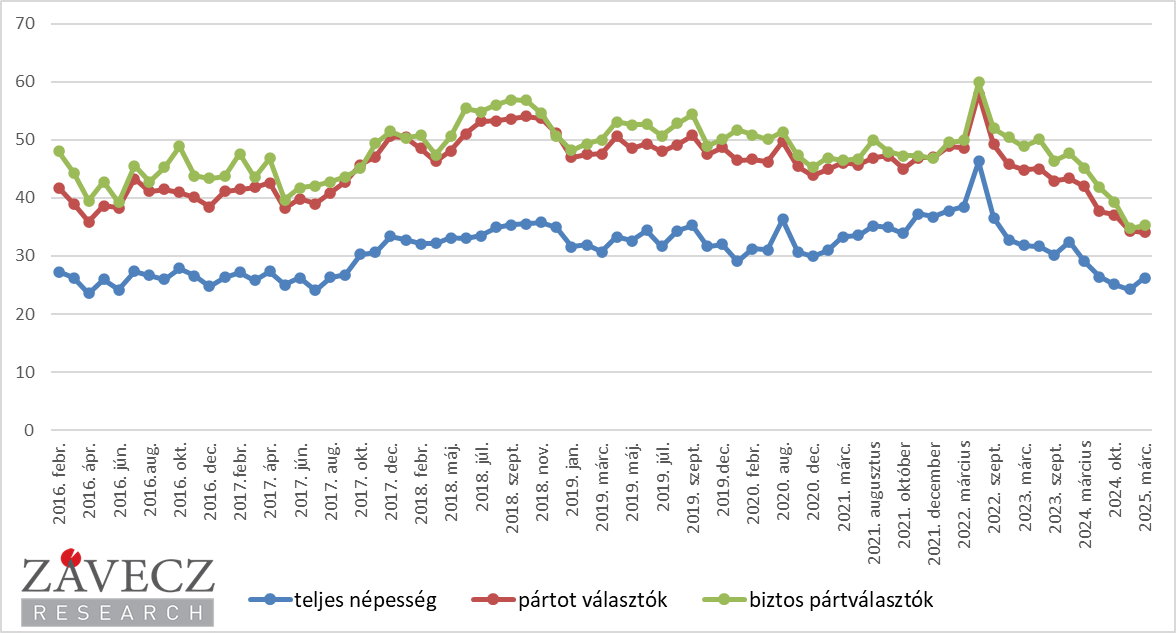 70
60
50
40
30
20
10
0
2016. febr.
2016. ápr.
2016. jún.
2016.aug.
2016. okt.
2016. dec.
2017.febr.
2017. ápr.
2017. jún.
2017. aug.
2017. okt.
2017. dec.
2018. febr.
2018. máj.
2018. júl.
2018. szept.
2018. nov.
2019. jan.
2019. márc.
2019. máj.
2019. júl.
2019. szept.
2019.dec.
2020. febr.
2020. aug.
2020. dec.
2021. márc.
2021. augusztus
2021. október
2021. december
2022. március
2022. szept.
2023. márc.
2023. szept.
2024. március
2024. okt.
2025. márc.
ZÁVECZ
RESEARCH
teljes népesség
pártot választók
biztos pártválasztók